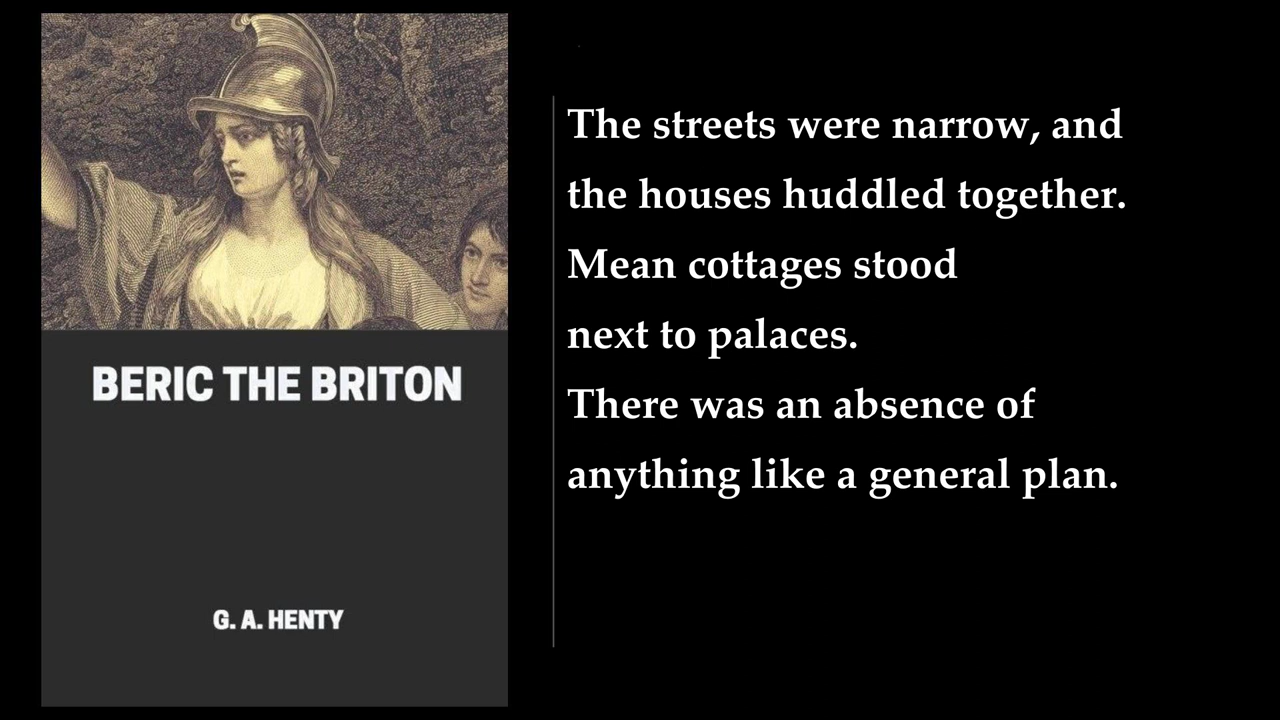 BERIC THE BRITON
G. A. HENTY
The streets were narrow, and
the houses huddled together.
Mean cottages stood
next to palaces.
There was an absence of
anything like a general plan.